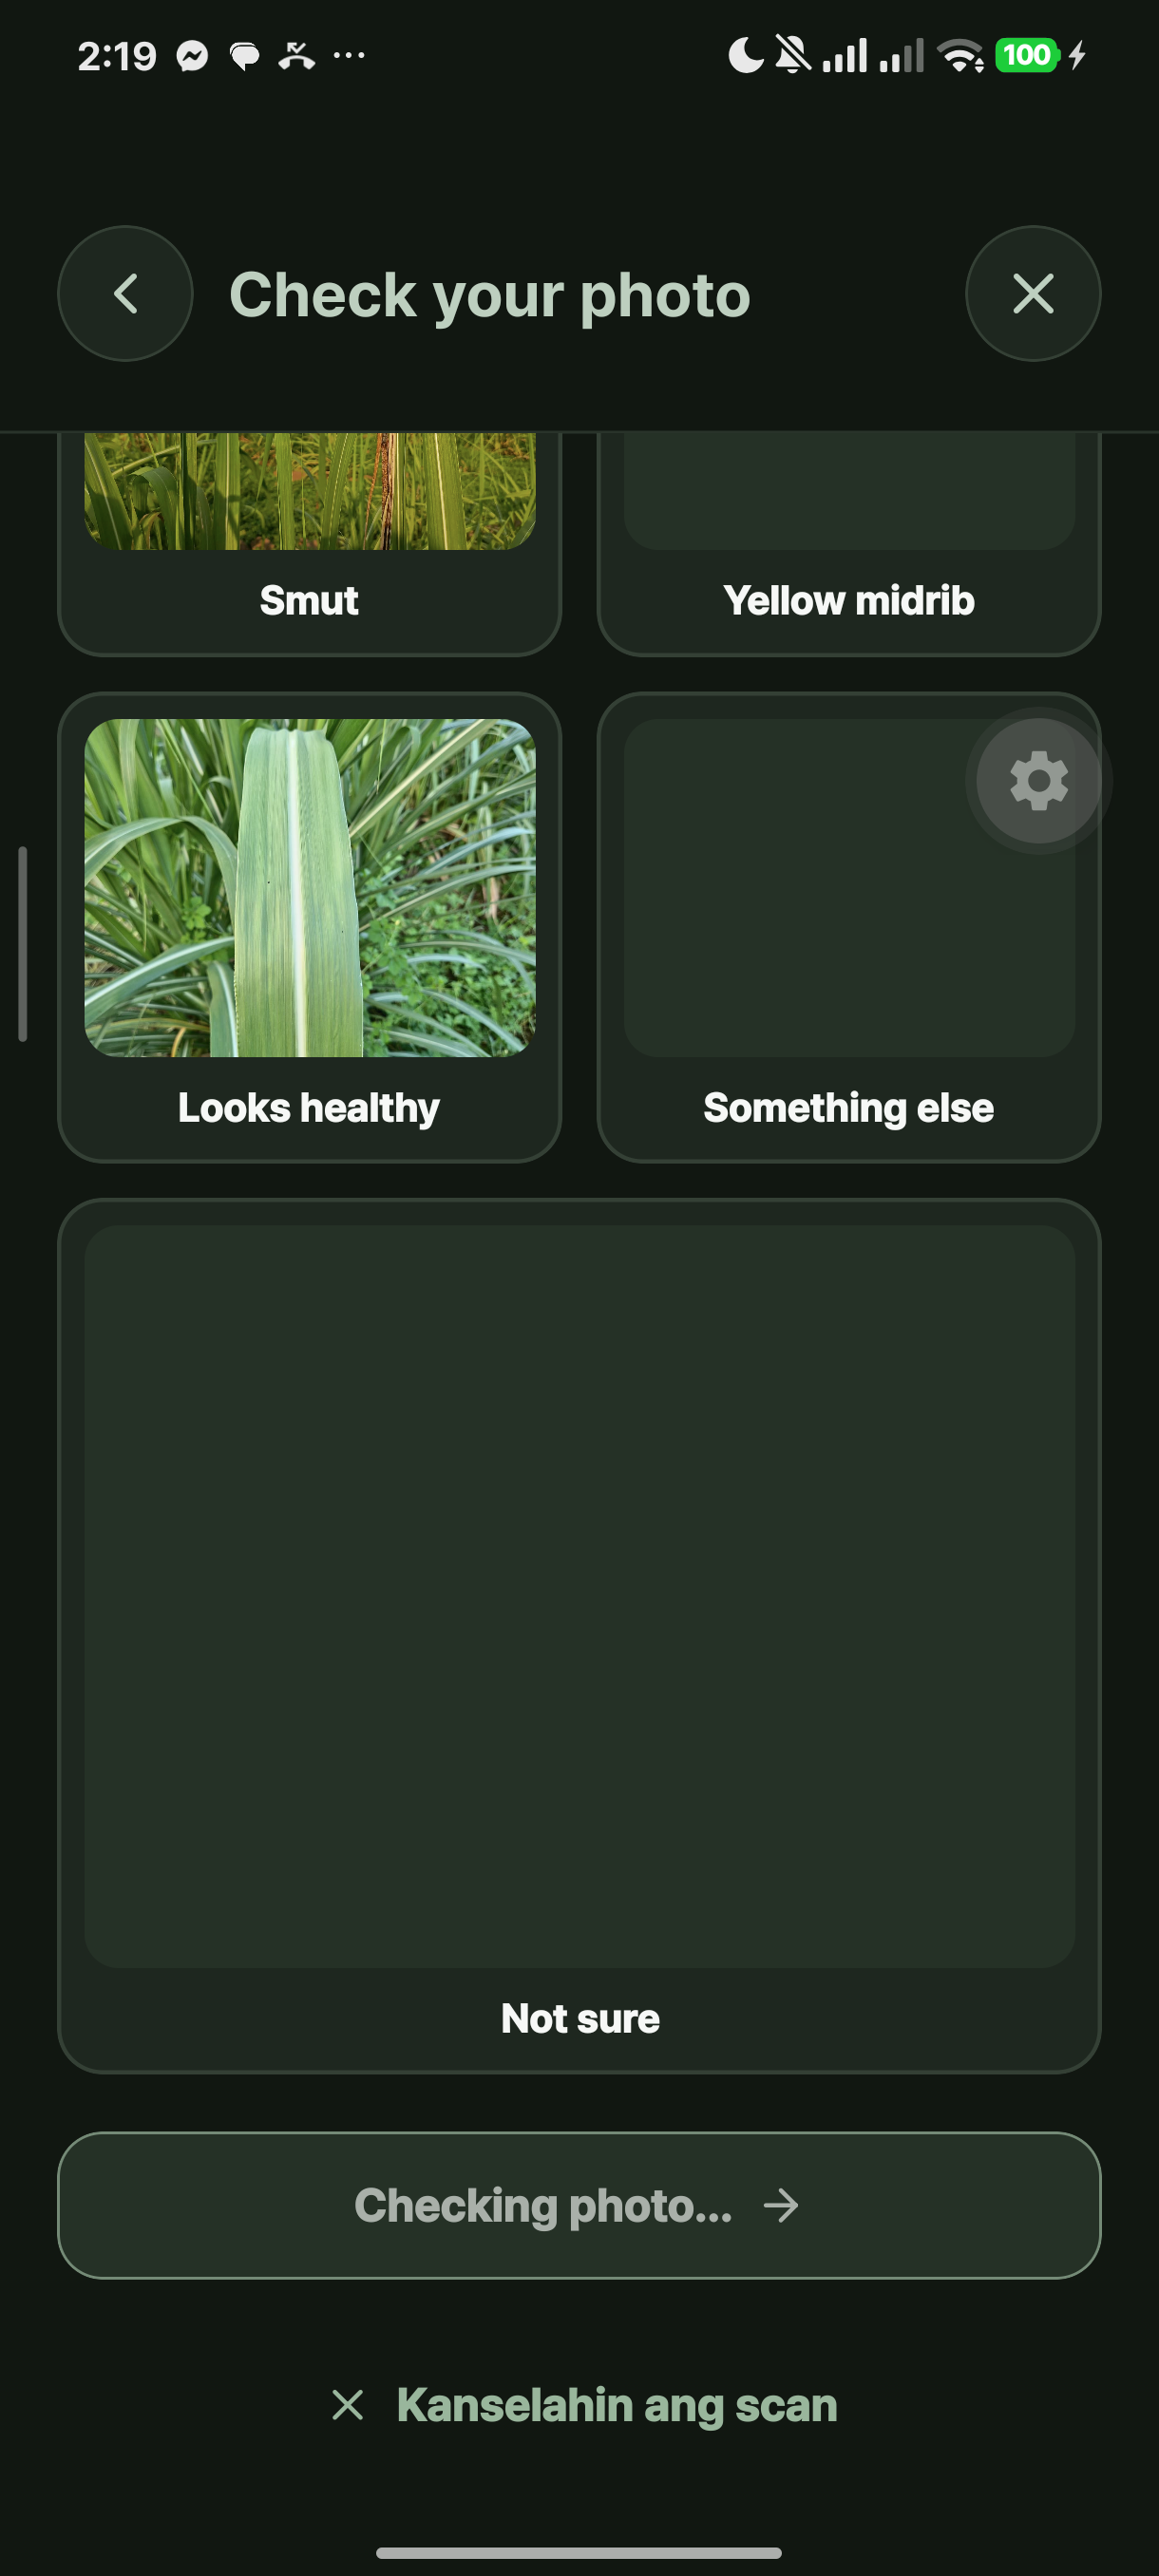 2:19
100
Check your photo
Smut
Yellow midrib
Looks healthy
Something else
Not sure
Checking photo...
Kanselahin ang scan